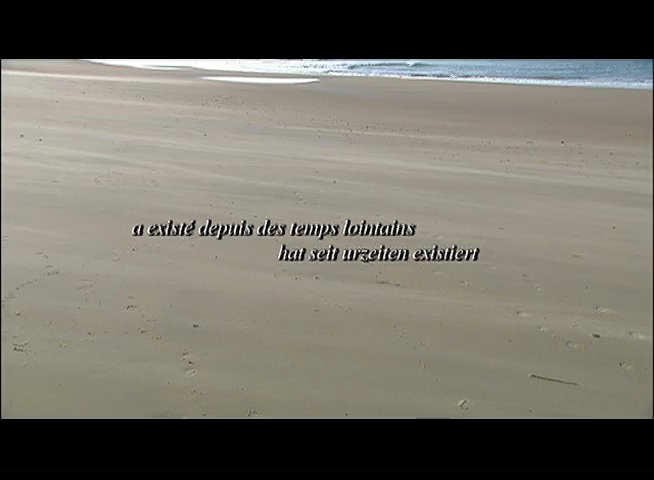 a existé depuis des temps lointains
hat seit urzeiten existiert